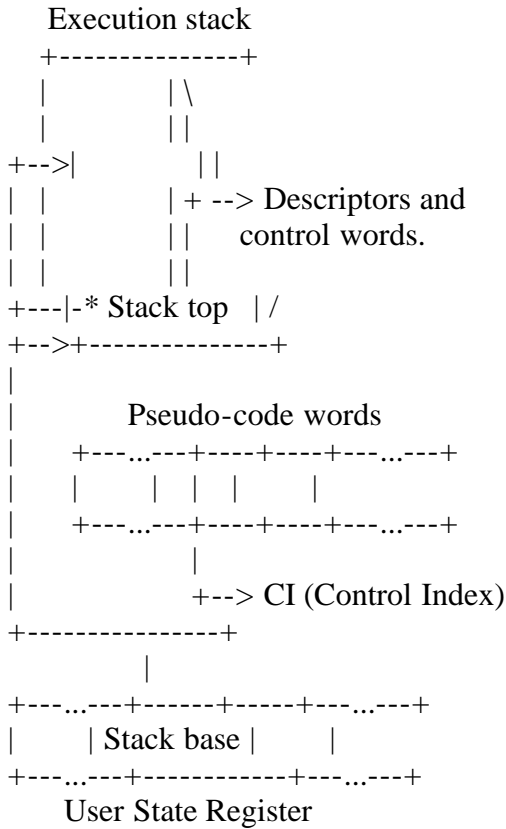 Execution stack
+---------------+
| | \
| | |
+-->| | |
| | | + --> Descriptors and
| | | | control words.
| | | |
+---|-* Stack top | /
+-->+---------------+
|
| Pseudo-code words
| +---...---+----+----+---...---+
| | | | | |
| +---...---+----+----+---...---+
| |
| +--> CI (Control Index)
+----------------+
|
+---...---+------+-----+---...---+
| | Stack base | |
+---...---+------------+---...---+
User State Register